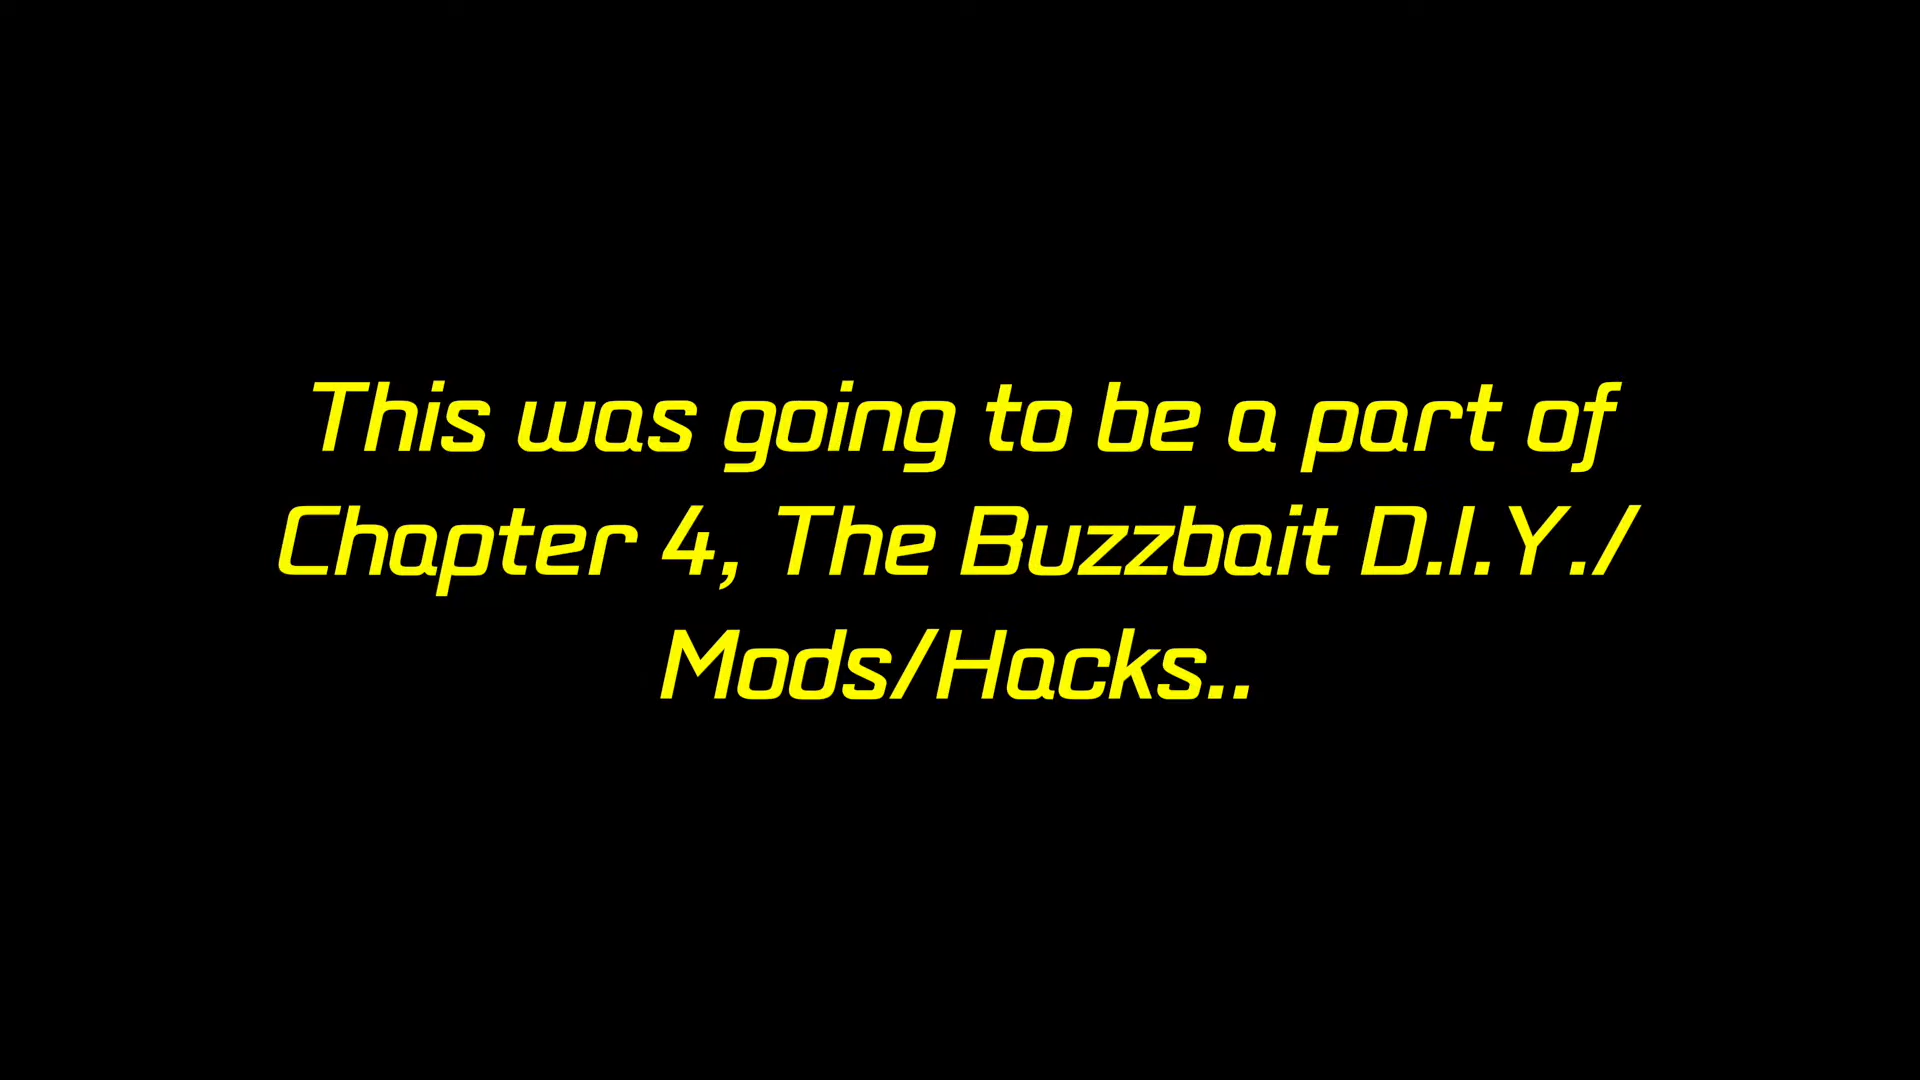 This was going to be a part of
Chapter 4, The Buzzbait D.I.Y./
Mods/Hacks..